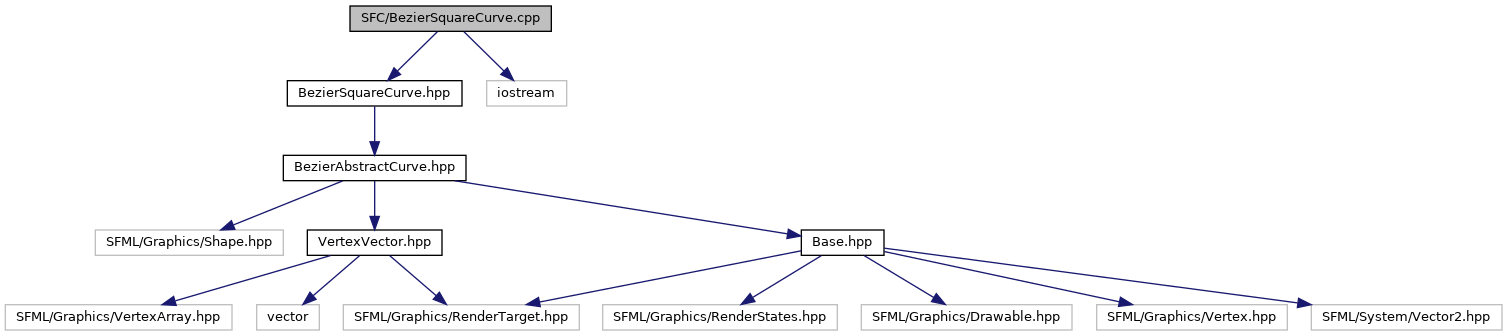 SFC/BezierSquareCurve.cpp
BezierSquareCurve.hpp
iostream
BezierAbstractCurve.hpp
SFML/Graphics/Shape.hpp
VertexVector.hpp
Base.hpp
SFML/Graphics/VertexArray.hpp
vector
SFML/Graphics/RenderTarget.hpp
SFML/Graphics/RenderStates.hpp
SFML/Graphics/Drawable.hpp
SFML/Graphics/Vertex.hpp
SFML/System/Vector2.hpp